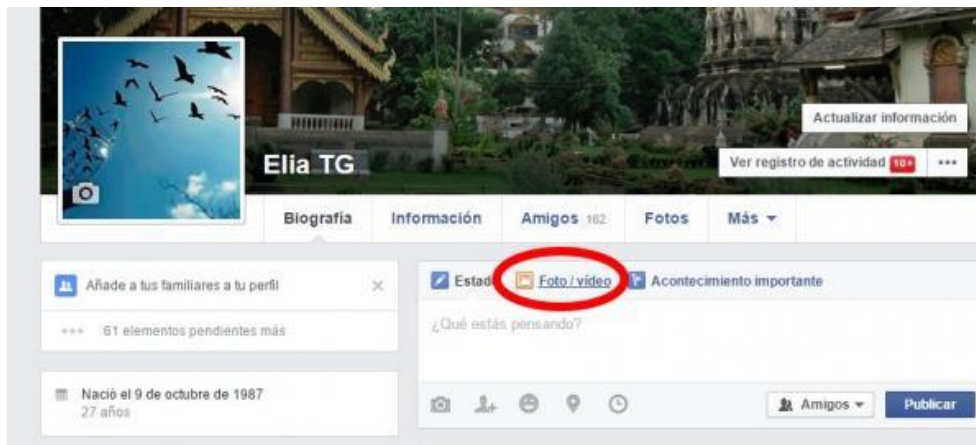 Actualizar información
Elia TG
Ver registro de actividad 10+
Biografía Información Amigos 162 Fotos Más
Añade a tus familiares a tu perfil
61 elementos pendientes más
Nació el 9 de octubre de 1987
27 años
Estad Foto / vídeo Acontecimiento importante
¿Qué estás pensando?
Amigos Publicar